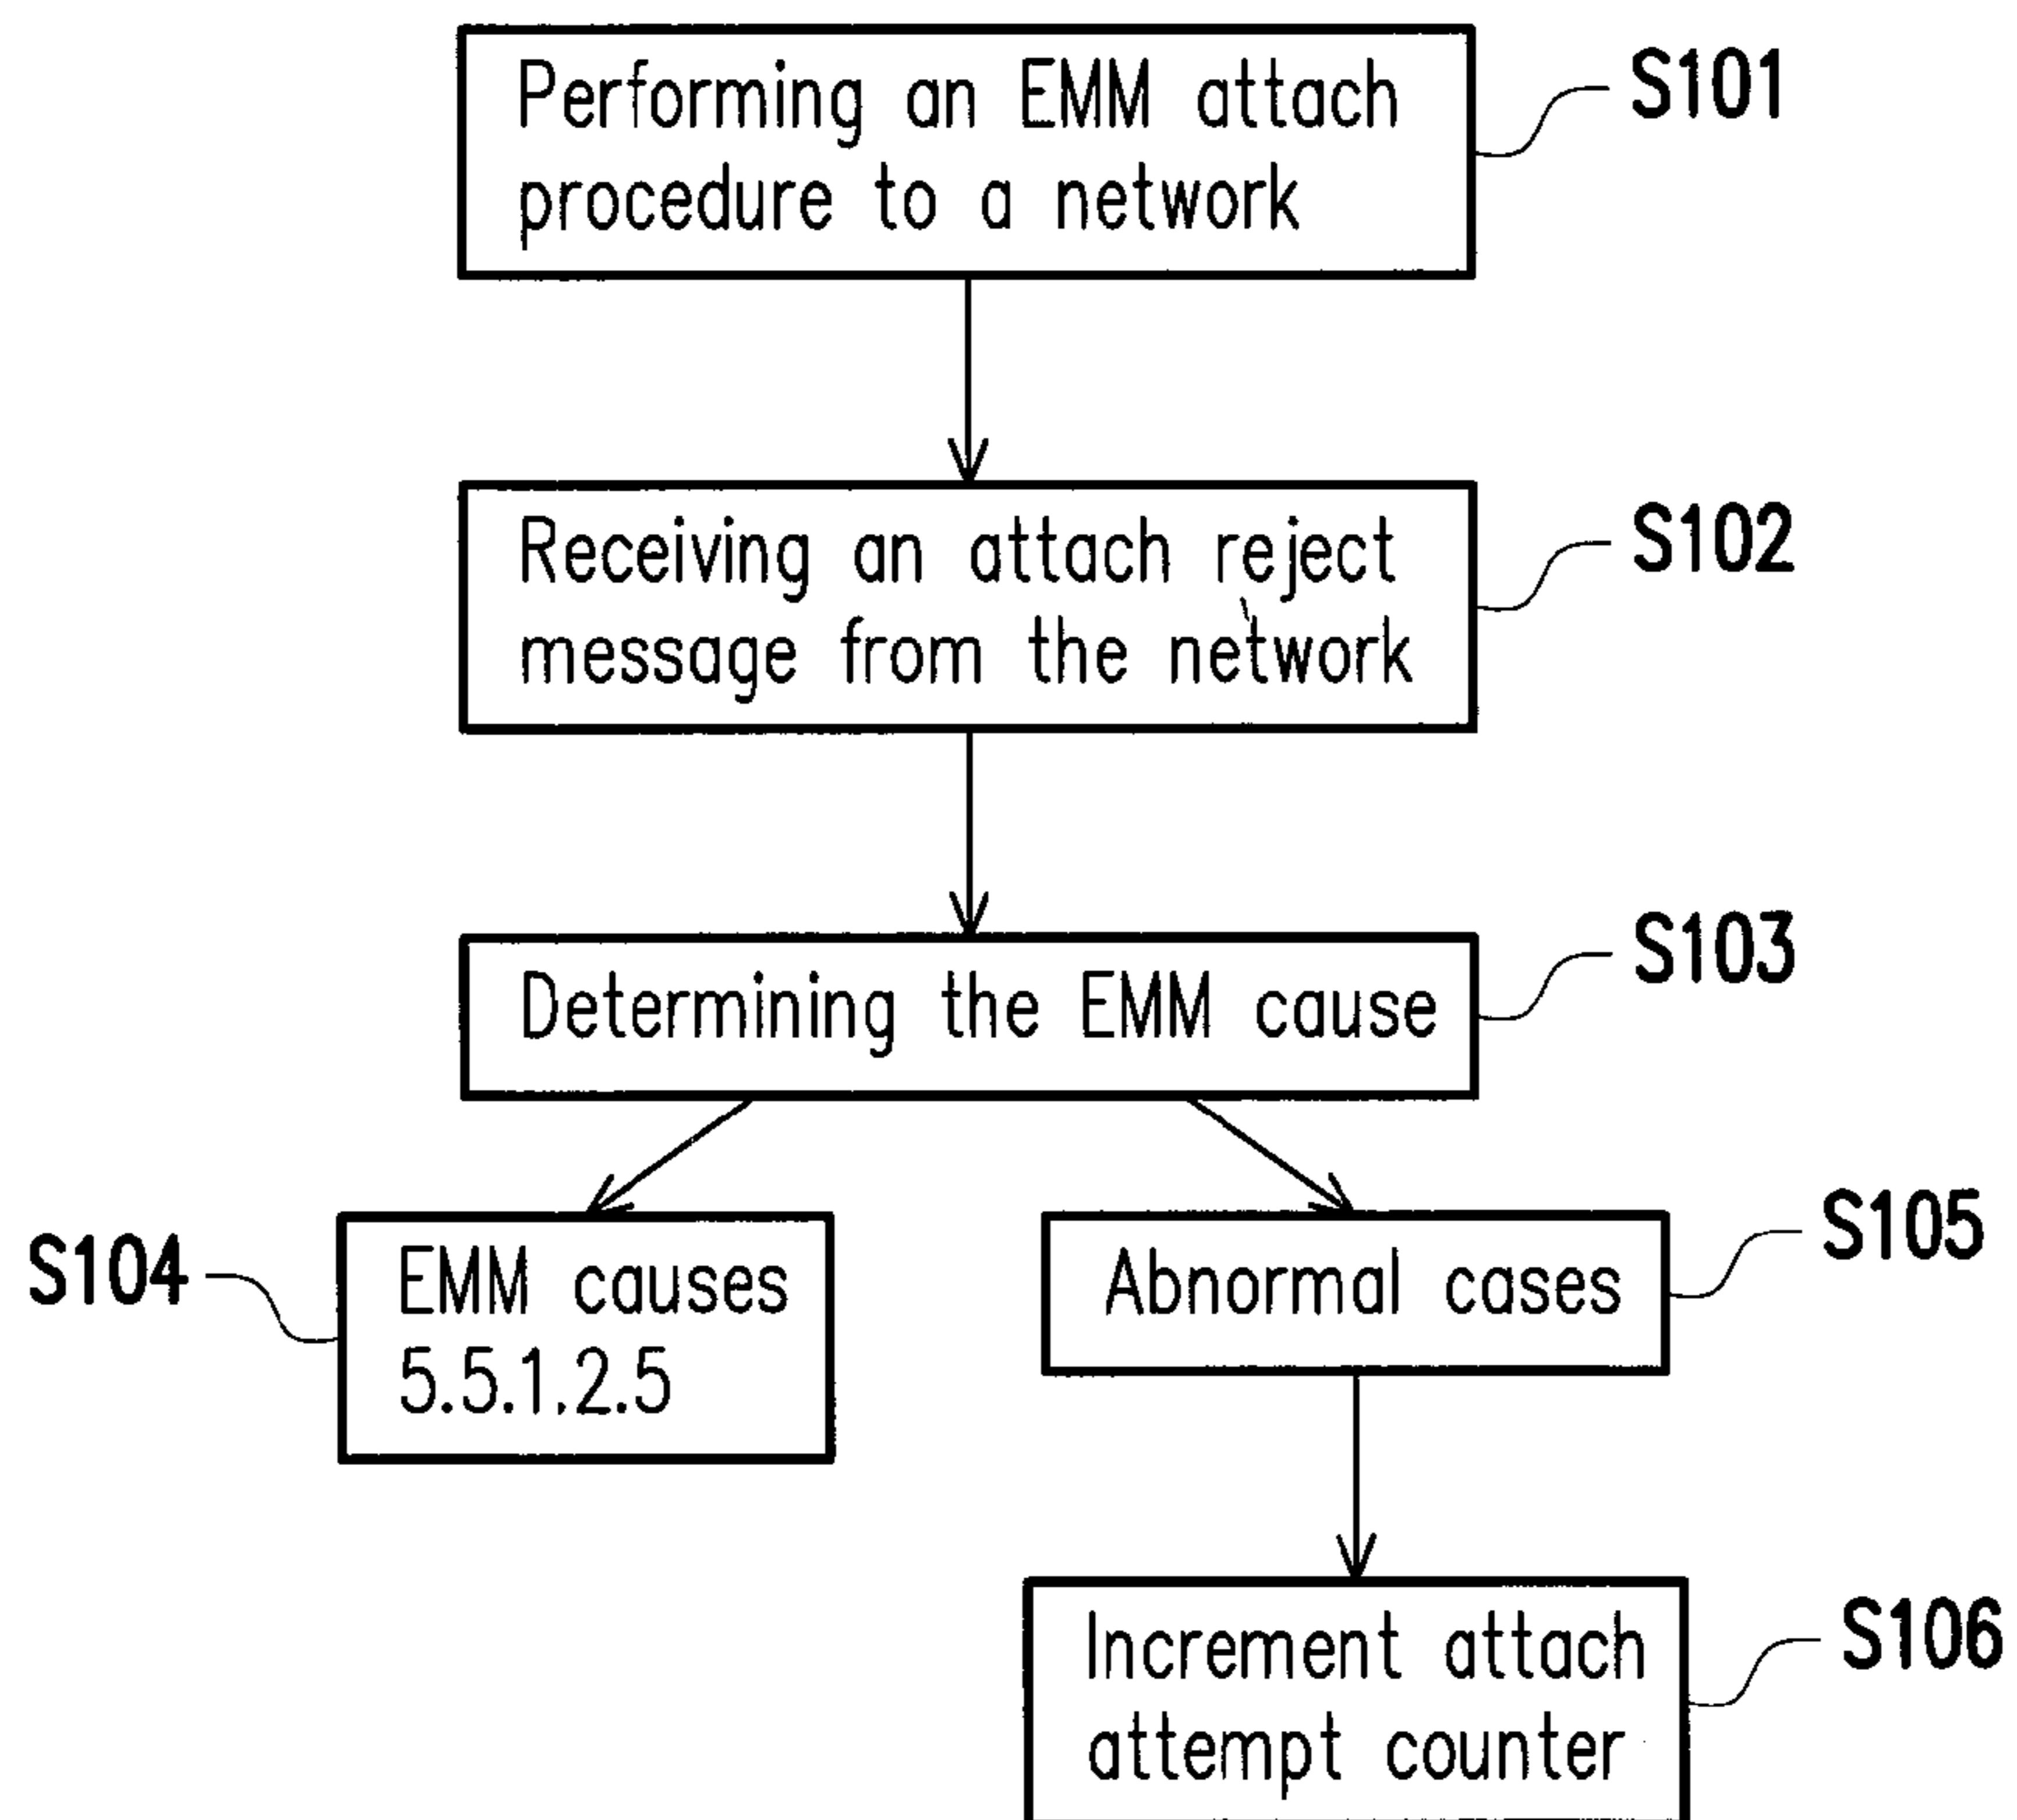 Performing an EMM attach
procedure to a network
S101
Receiving an attach reject
message from the network
S102
Determining the EMM cause
S103
S104
EMM causes
5.5.1.2.5
Abnormal cases
S105
Increment attach
attempt counter
S106